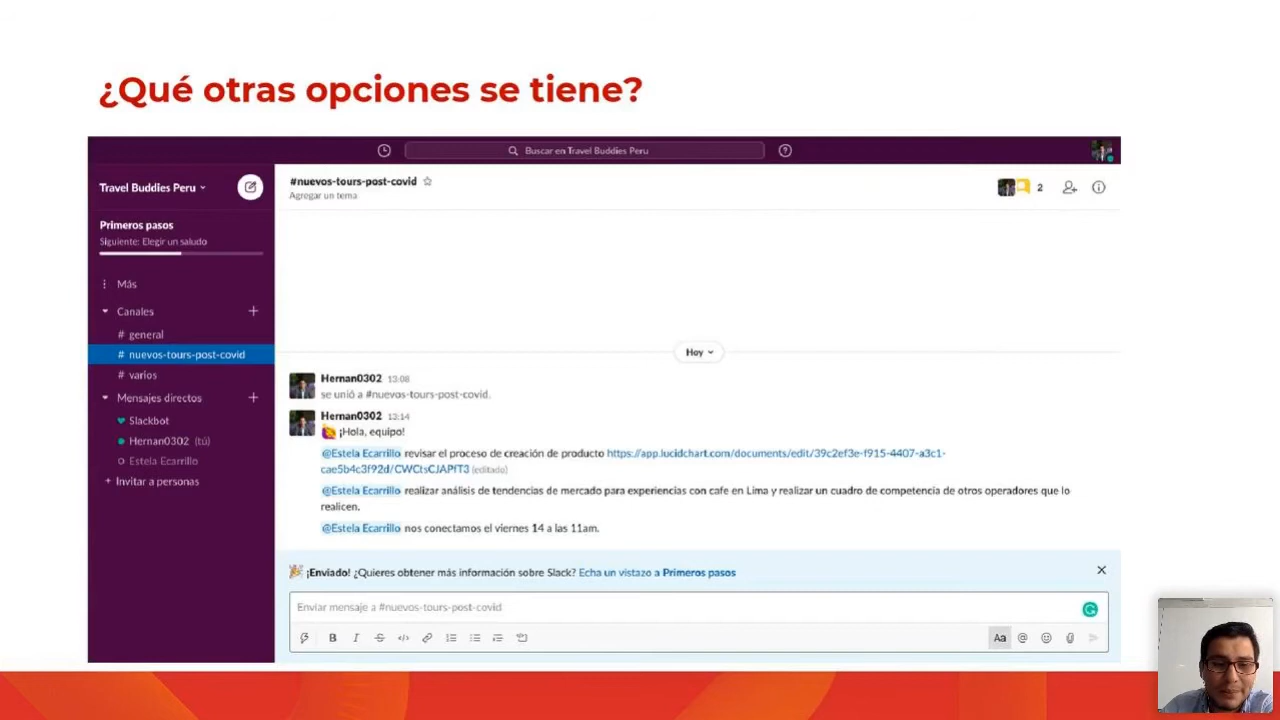 ¿Qué otras opciones se tiene?
Buscar en Travel Buddies Peru
Travel Buddies Peru
#nuevos-tours-post-covid
Agregar un tema
2
Primeros pasos
Siguiente: Elegir un saludo
Más
Canales
# general
# nuevos-tours-post-covid
# varios
Mensajes directos
Slackbot
Hernan0302 (tú)
Estela Ecarrillo
+ Invitar a personas
Hoy
Hernan0302 13:08
se unió a #nuevos-tours-post-covid.
Hernan0302 13:14
¡Hola, equipo!
@Estela Ecarrillo revisar el proceso de creación de producto https://app.lucidchart.com/documents/edit/39c2ef3e-f915-4407-a3c1-
cae5b4c3f92d/CWCtsCJAPfT3 (editado)
@Estela Ecarrillo realizar análisis de tendencias de mercado para experiencias con cafe en Lima y realizar un cuadro de competencia de otros operadores que lo
realicen.
@Estela Ecarrillo nos conectamos el viernes 14 a las 11am.
¡Enviado! ¿Quieres obtener más información sobre Slack? Echa un vistazo a Primeros pasos
Enviar mensaje a #nuevos-tours-post-covid
B I S Aa @